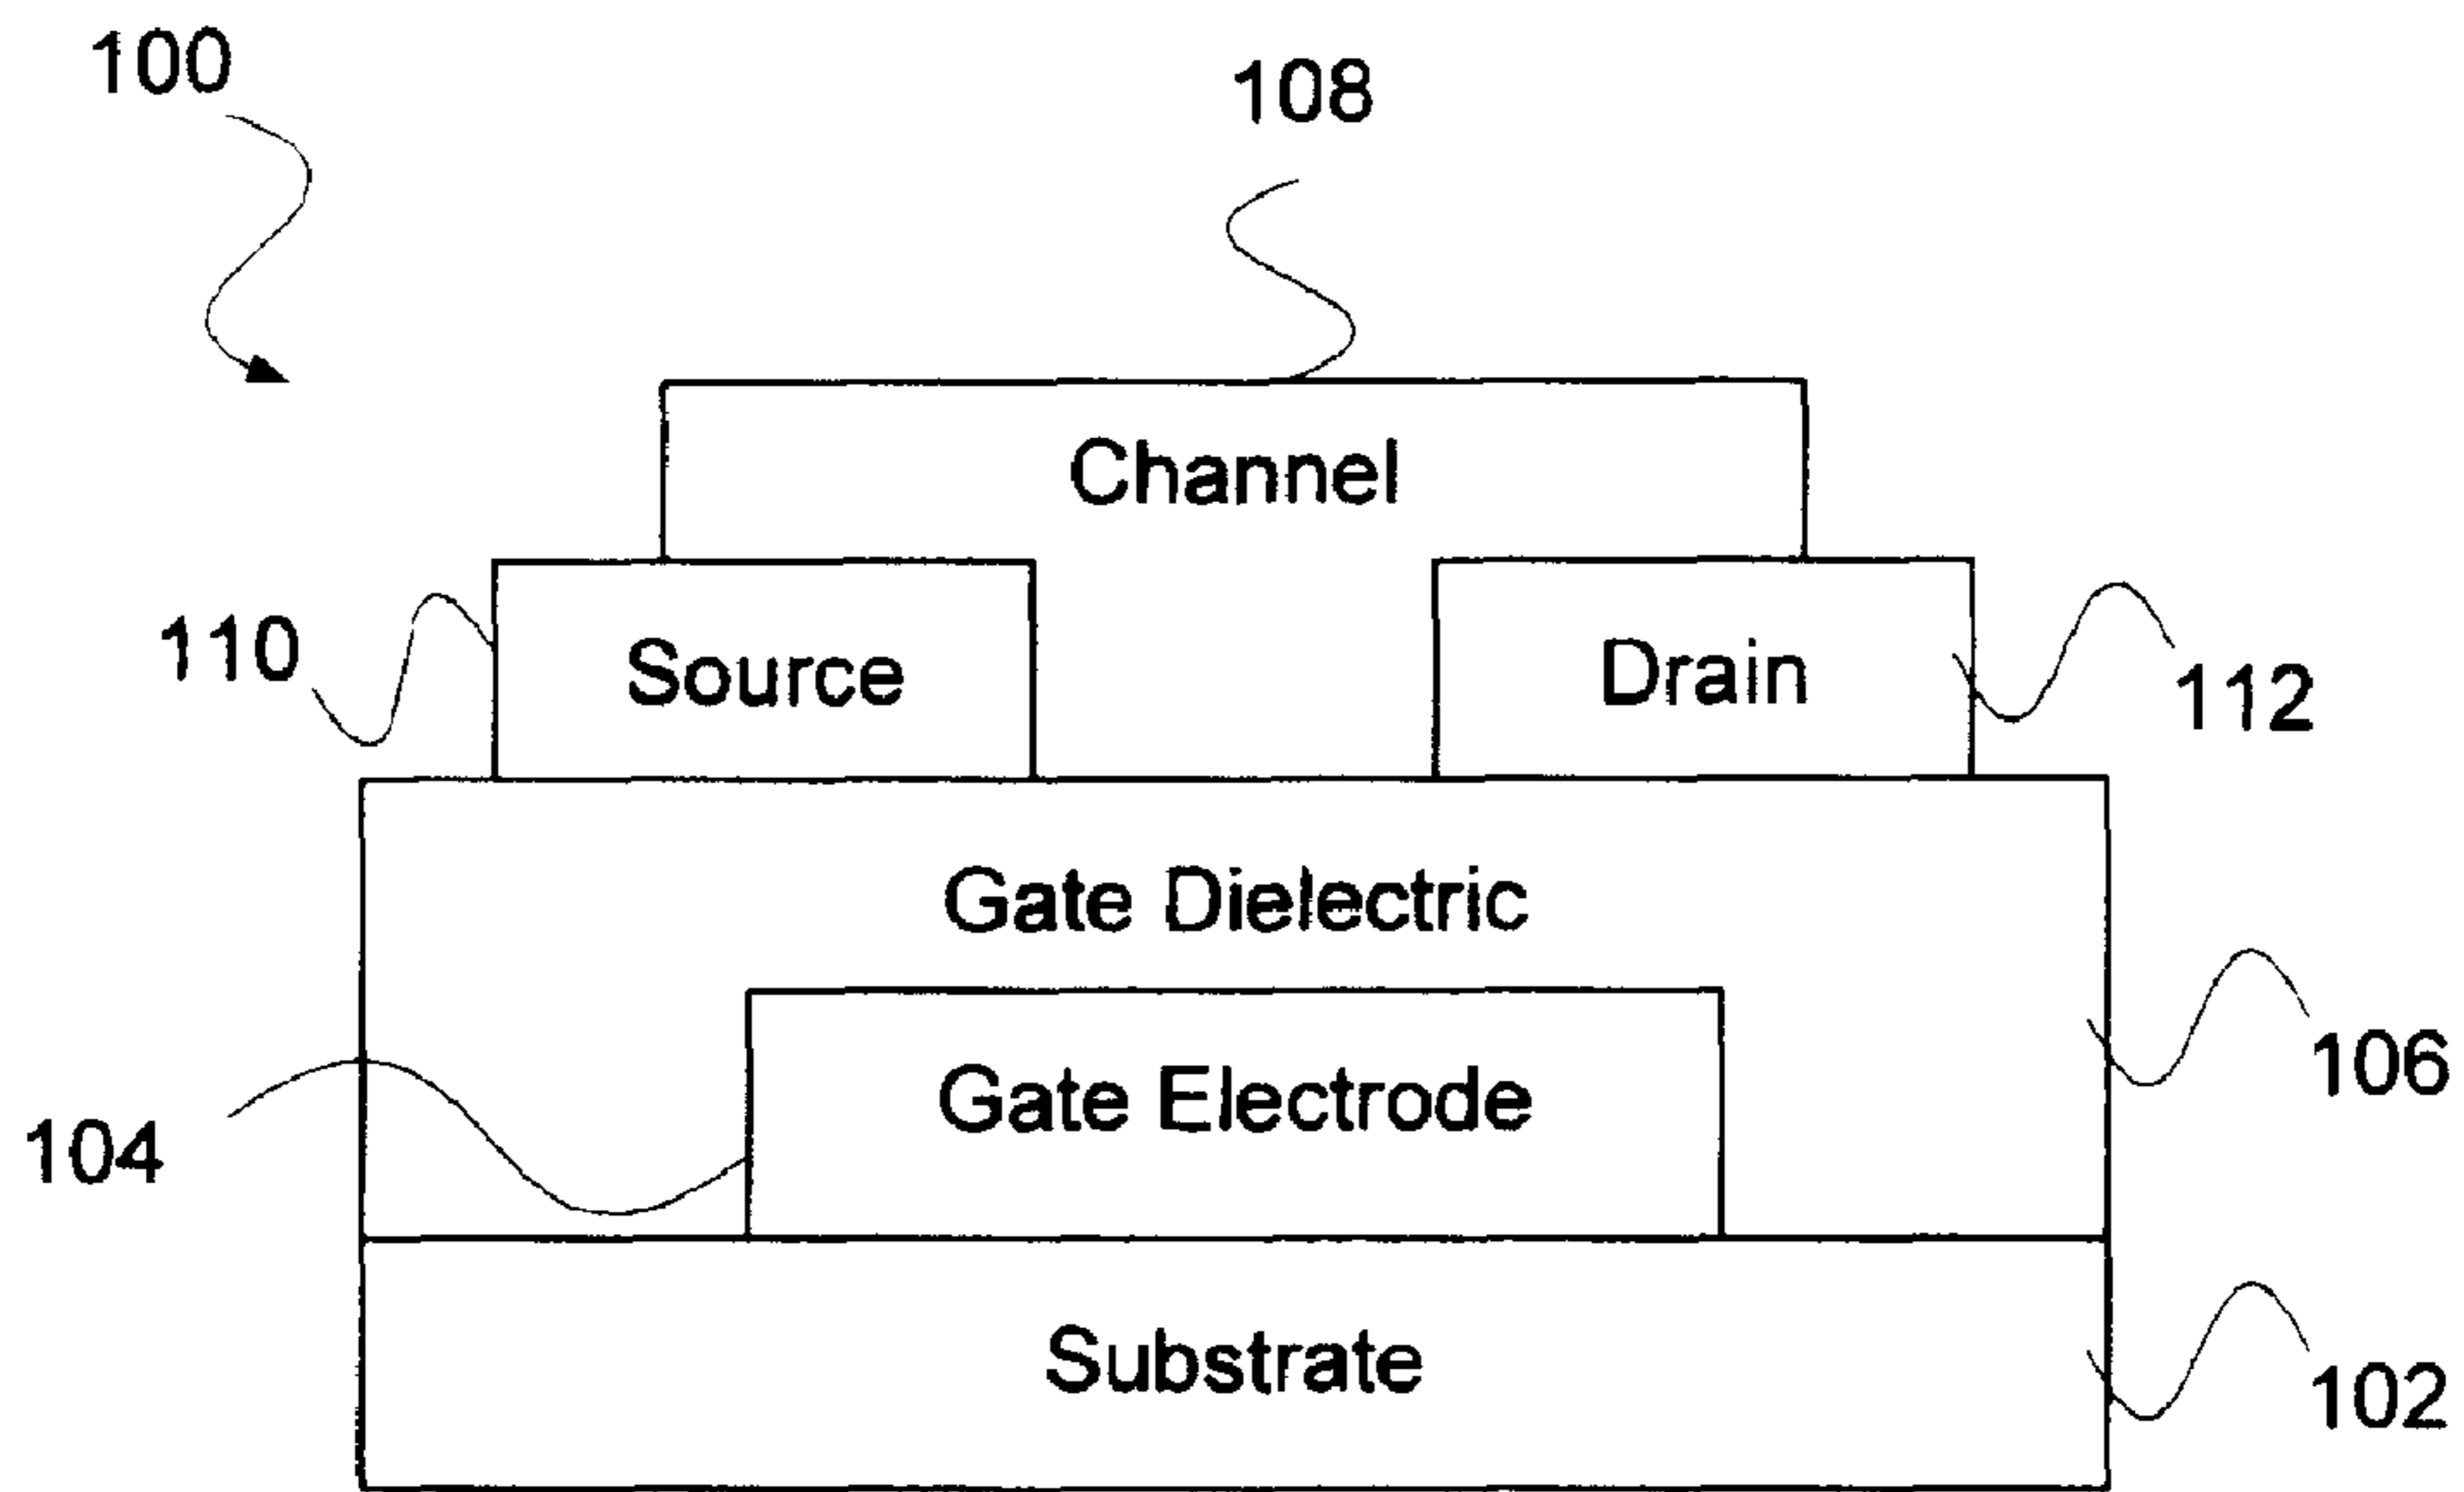 100
108
Channel
110
Source
Drain
112
Gate Dielectric
106
Gate Electrode
104
Substrate
102